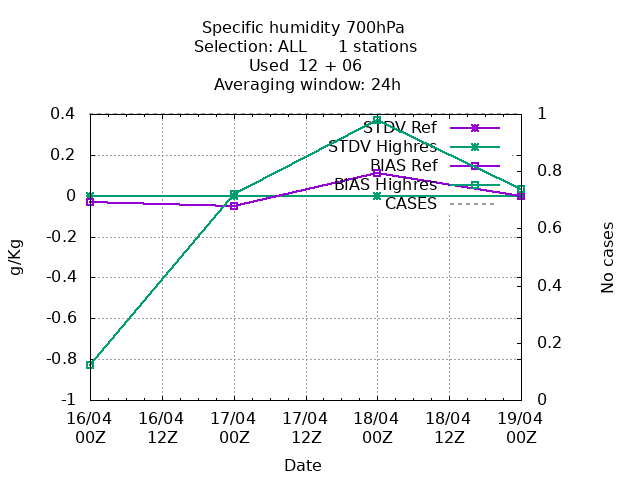 Specific humidity 700hPa
Selection: ALL 1 stations
Used 12 + 06
Averaging window: 24h
0.4
0.2
0
-0.2
-0.4
-0.6
-0.8
-1
g/Kg
STDV Ref
STDV Highres
BIAS Ref
BIAS Highres
CASES
1
0.8
0.6
0.4
0.2
0
No cases
16/04 16/04 17/04 17/04 18/04 18/04 19/04
00Z 12Z 00Z 12Z 00Z 12Z 00Z
Date